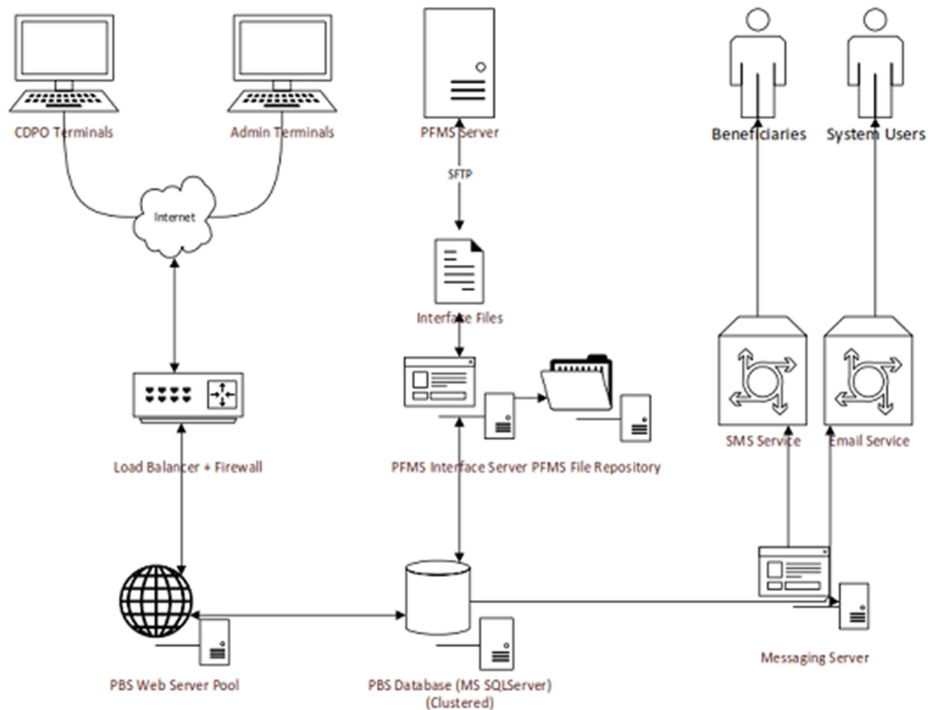 CDPO Terminals
Admin Terminals
PFMS Server
Beneficiaries
System Users
SFTP
Internet
Interface Files
SMS Service
Email Service
Load Balancer + Firewall
PFMS Interface Server
PFMS File Repository
Messaging Server
PBS Web Server Pool
PBS Database (MS SQLServer)
(Clustered)